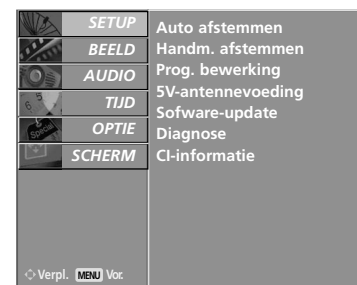 SETUP
BEELD
AUDIO
TIJD
OPTIE
SCHERM
Auto afstemmen
Handm. afstemmen
Prog. bewerking
5V-antennevoeding
Sofware-update
Diagnose
CI-informatie
Verpl. MENU Vor.